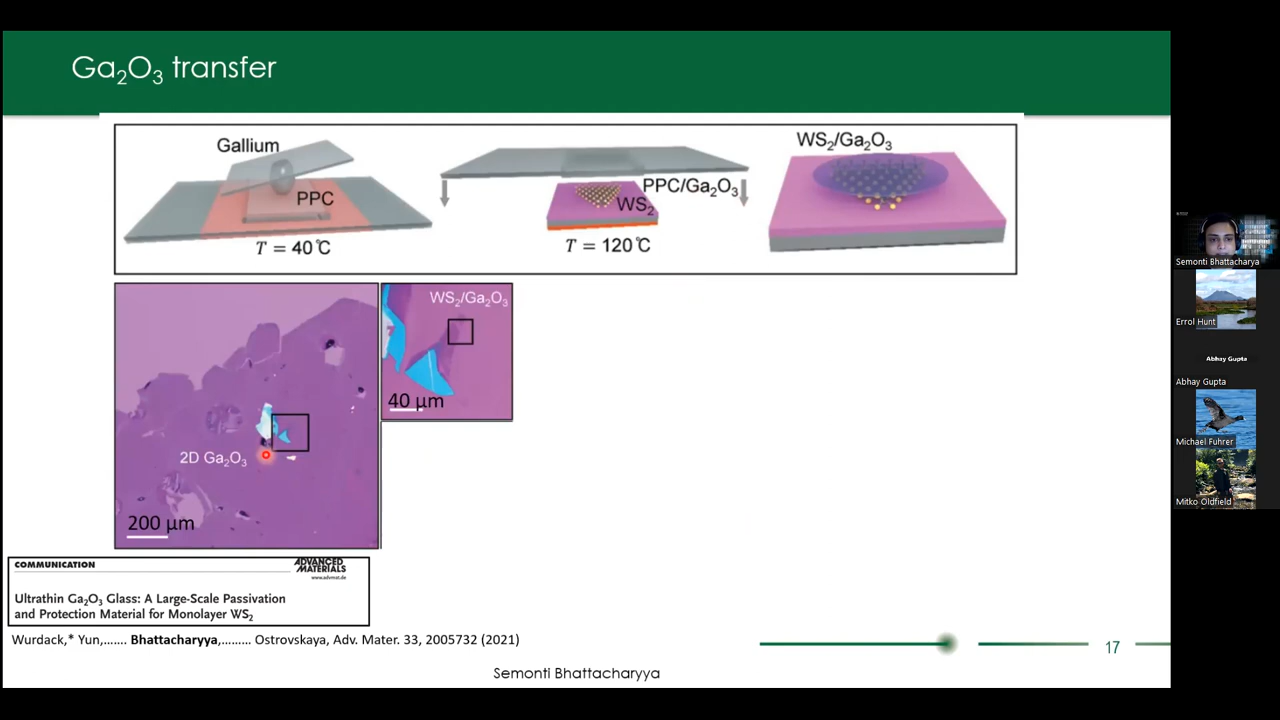 Ga₂O₃ transfer
Gallium
PPC
T = 40℃
PPC/Ga₂O₃
WS₂
T = 120℃
WS₂/Ga₂O₃
2D Ga₂O₃
200 µm
WS₂/Ga₂O₃
40 µm
COMMUNICATION
ADVANCED
MATERIALS
www.advmat.de
Ultrathin Ga₂O₃ Glass: A Large-Scale Passivation
and Protection Material for Monolayer WS₂
Wurdack,* Yun,....... Bhattacharyya,......... Ostrovskaya, Adv. Mater. 33, 2005732 (2021)
17
Semonti Bhattacharyya
Semonti Bhattacharya
Errol Hunt
Abhay Gupta
Abhay Gupta
Michael Fuhrer
Mitko Oldfield